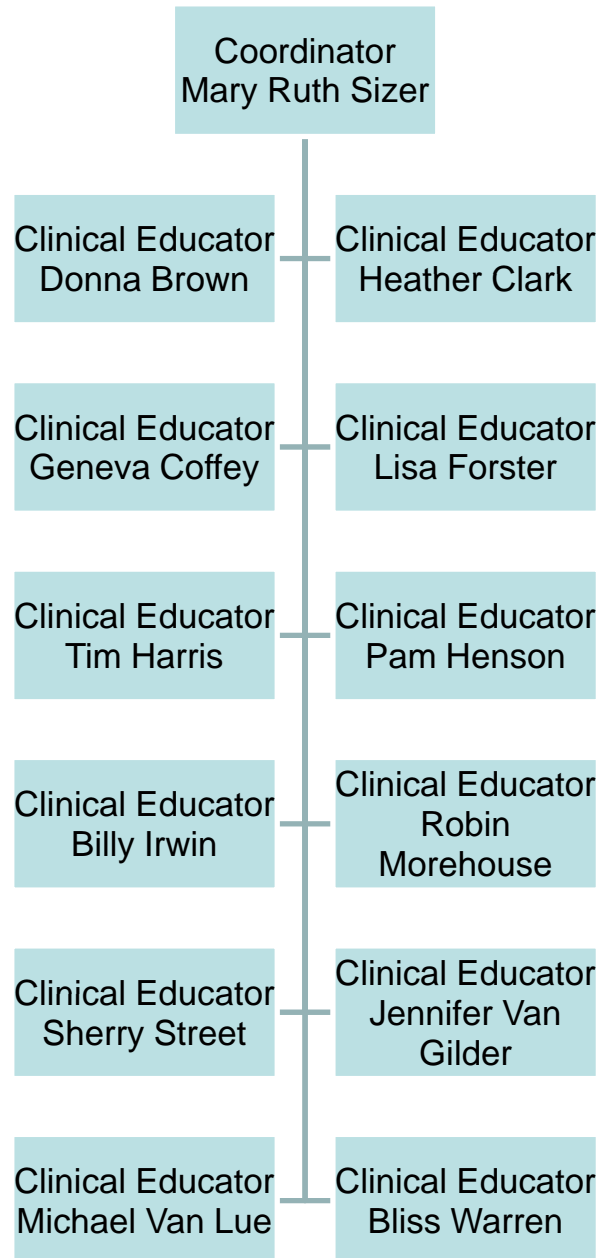 Coordinator
Mary Ruth Sizer
Clinical Educator
Donna Brown
Clinical Educator
Heather Clark
Clinical Educator
Geneva Coffey
Clinical Educator
Lisa Forster
Clinical Educator
Tim Harris
Clinical Educator
Pam Henson
Clinical Educator
Billy Irwin
Clinical Educator
Robin
Morehouse
Clinical Educator
Sherry Street
Clinical Educator
Jennifer Van
Gilder
Clinical Educator
Michael Van Lue
Clinical Educator
Bliss Warren